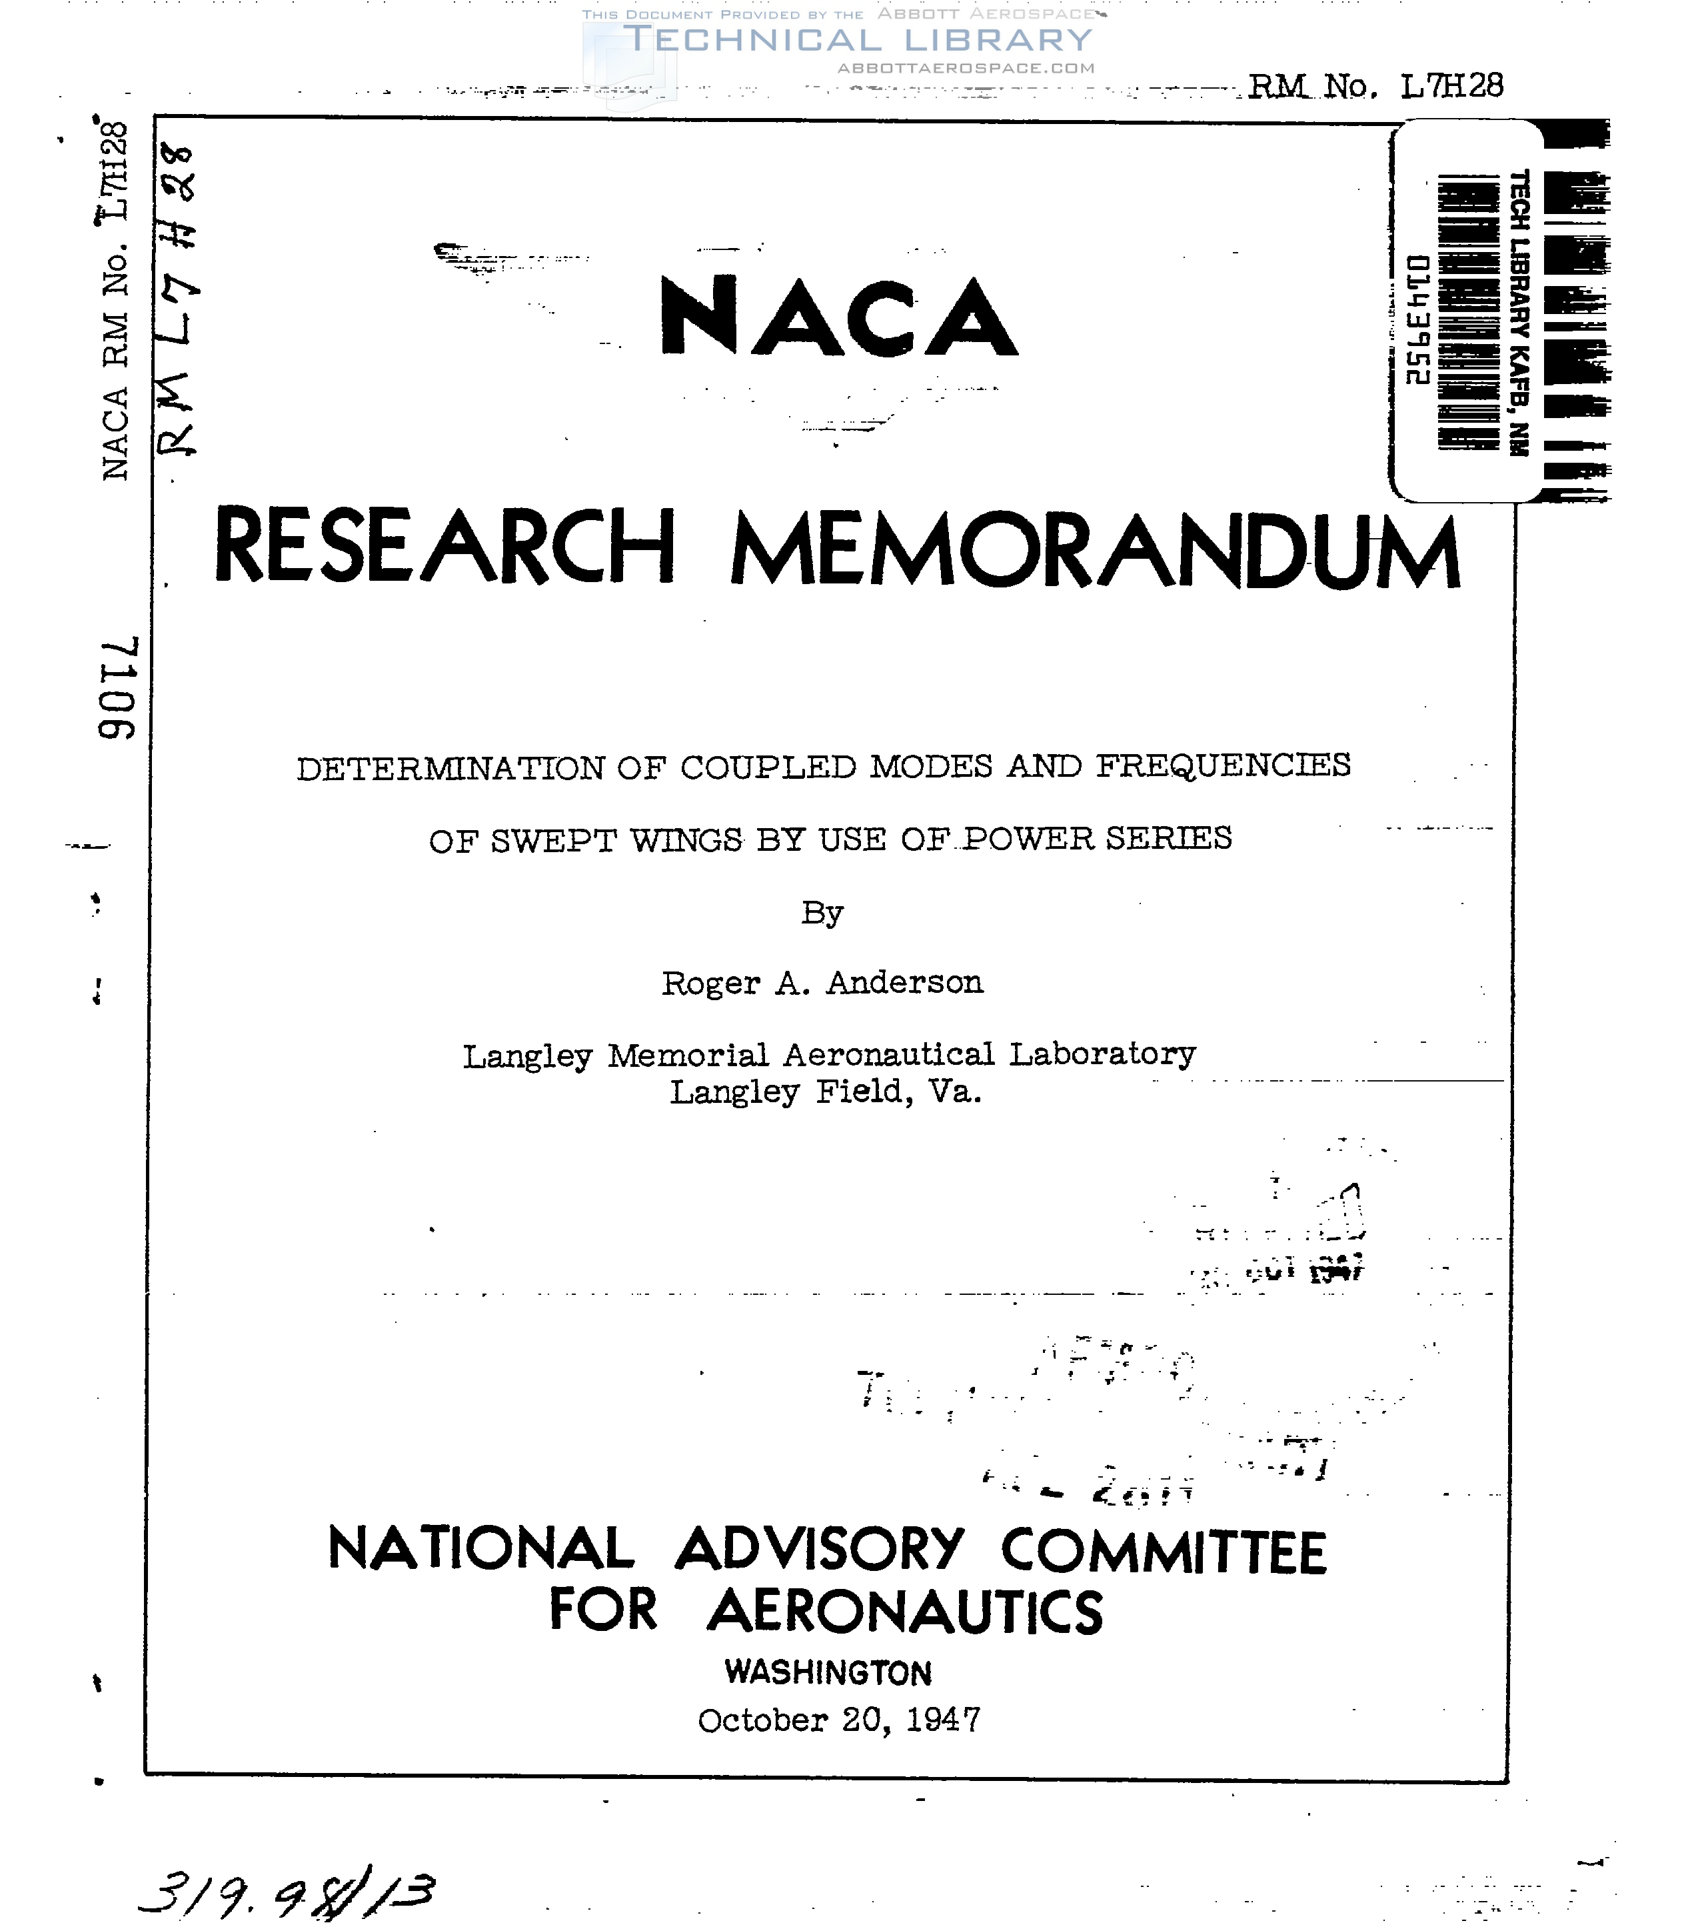 THIS DOCUMENT PROVIDED BY THE ABBOTT AEROSPACE
TECHNICAL LIBRARY
ABBOTTAEROSPACE.COM
RM No. L7H28
NACA RM No. L7H28
RM L7H28
TECH LIBRARY KAFB, NM
0143952
NACA
RESEARCH MEMORANDUM
7106
DETERMINATION OF COUPLED MODES AND FREQUENCIES
OF SWEPT WINGS BY USE OF POWER SERIES
By
Roger A. Anderson
Langley Memorial Aeronautical Laboratory
Langley Field, Va.
OCT 1947
NATIONAL ADVISORY COMMITTEE
FOR AERONAUTICS
WASHINGTON
October 20, 1947